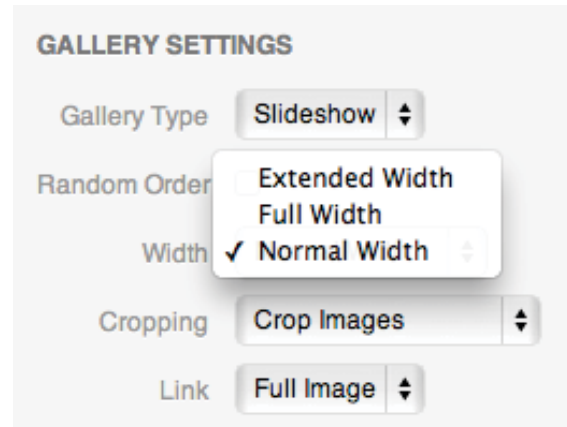 GALLERY SETTINGS
Gallery Type Slideshow
Random Order Extended Width
Full Width
Width ✓ Normal Width
Cropping Crop Images
Link Full Image